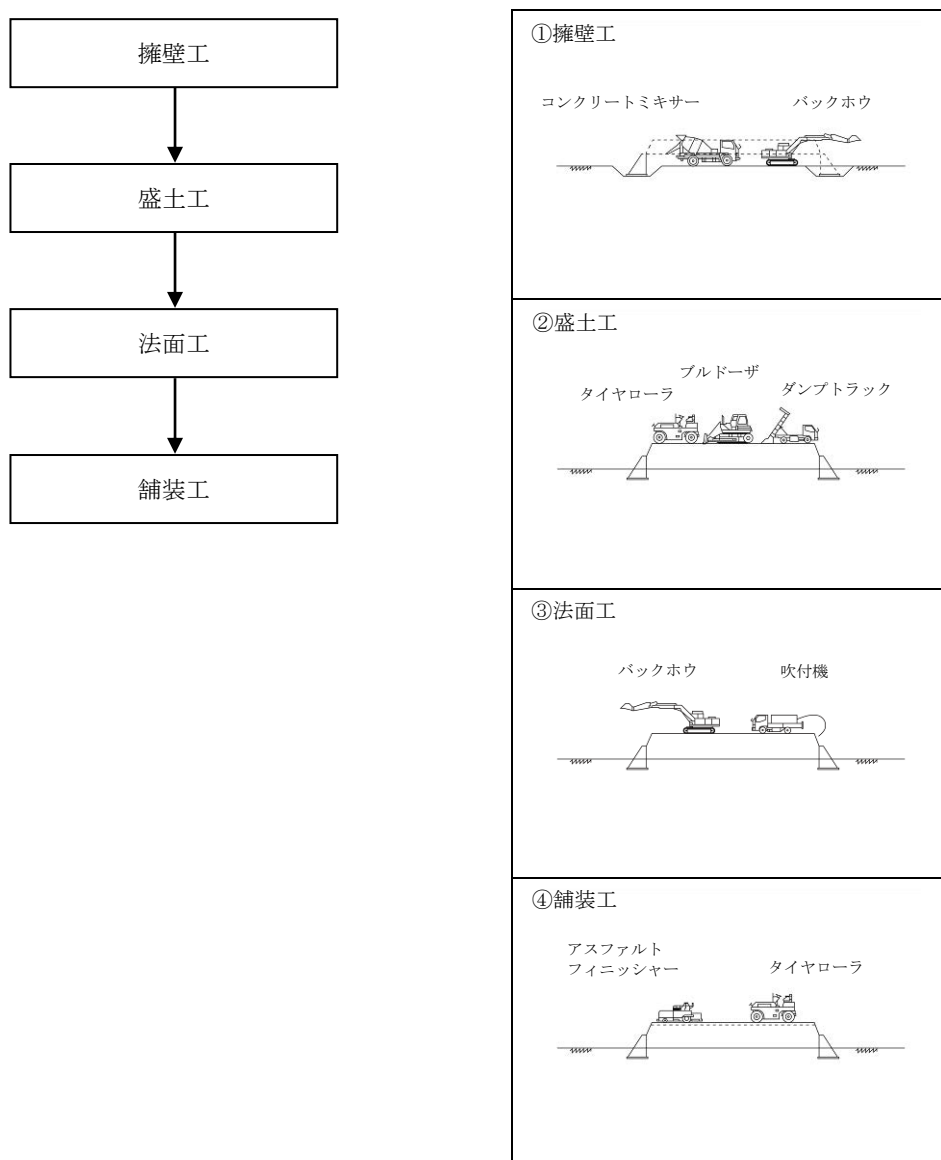 擁壁工
盛土工
法面工
舗装工
①擁壁工
コンクリートミキサー
バックホウ
②盛土工
ブルドーザ
タイヤローラ
ダンプトラック
③法面工
バックホウ
吹付機
④舗装工
アスファルト
フィニッシャー
タイヤローラ